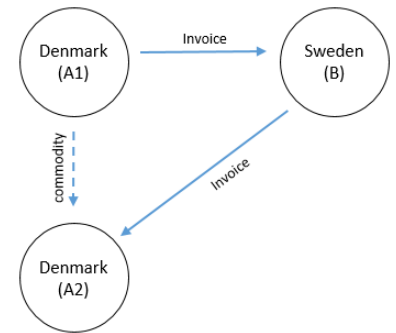 Denmark
(A1)
Invoice
Sweden
(B)
commodity
Invoice
Denmark
(A2)